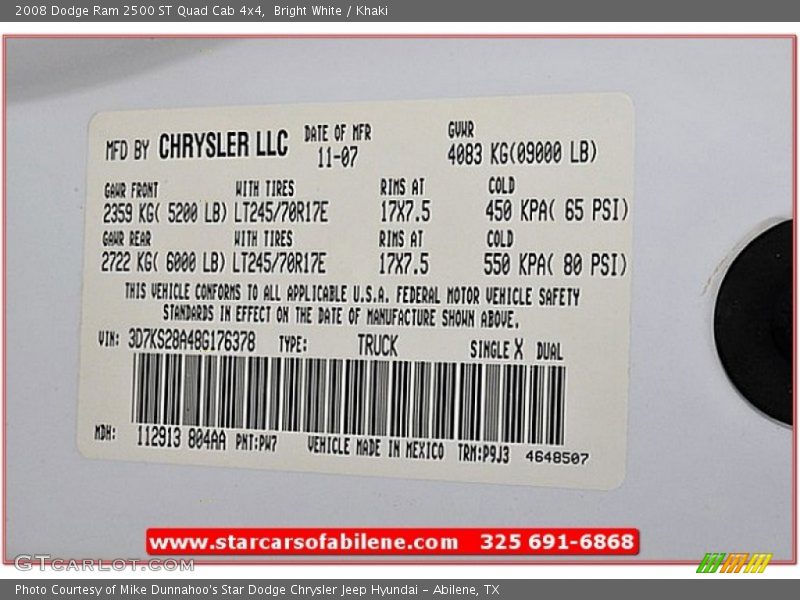 2008 Dodge Ram 2500 ST Quad Cab 4x4,  Bright White / Khaki
MFD BY CHRYSLER LLC DATE OF MFR GVWR
11-07 4083 KG(09000 LB)
GAWR FRONT WITH TIRES RIMS AT COLD
2359 KG( 5200 LB) LT245/70R17E 17X7.5 450 KPA( 65 PSI)
GAWR REAR WITH TIRES RIMS AT COLD
2722 KG( 6000 LB) LT245/70R17E 17X7.5 550 KPA( 80 PSI)
THIS VEHICLE CONFORMS TO ALL APPLICABLE U.S.A. FEDERAL MOTOR VEHICLE SAFETY
STANDARDS IN EFFECT ON THE DATE OF MANUFACTURE SHOWN ABOVE.
VIN: 3D7KS28A48G176378 TYPE: TRUCK SINGLE X DUAL
MDH: 112913 804AA PNT:PW7 VEHICLE MADE IN MEXICO TRM:P9J3 4648507
www.starcarsofabilene.com 325 691-6868
GTCARLOT.COM
Photo Courtesy of Mike Dunnahoo's Star Dodge Chrysler Jeep Hyundai - Abilene, TX